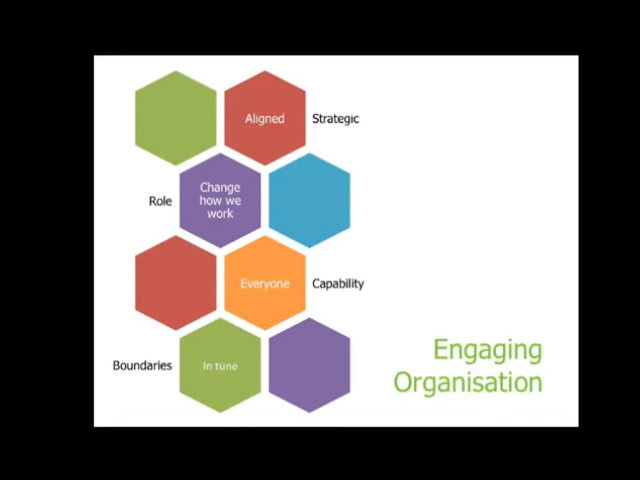 Aligned Strategic
Role Change
how we
work
Everyone Capability
Boundaries In tune
Engaging
Organisation